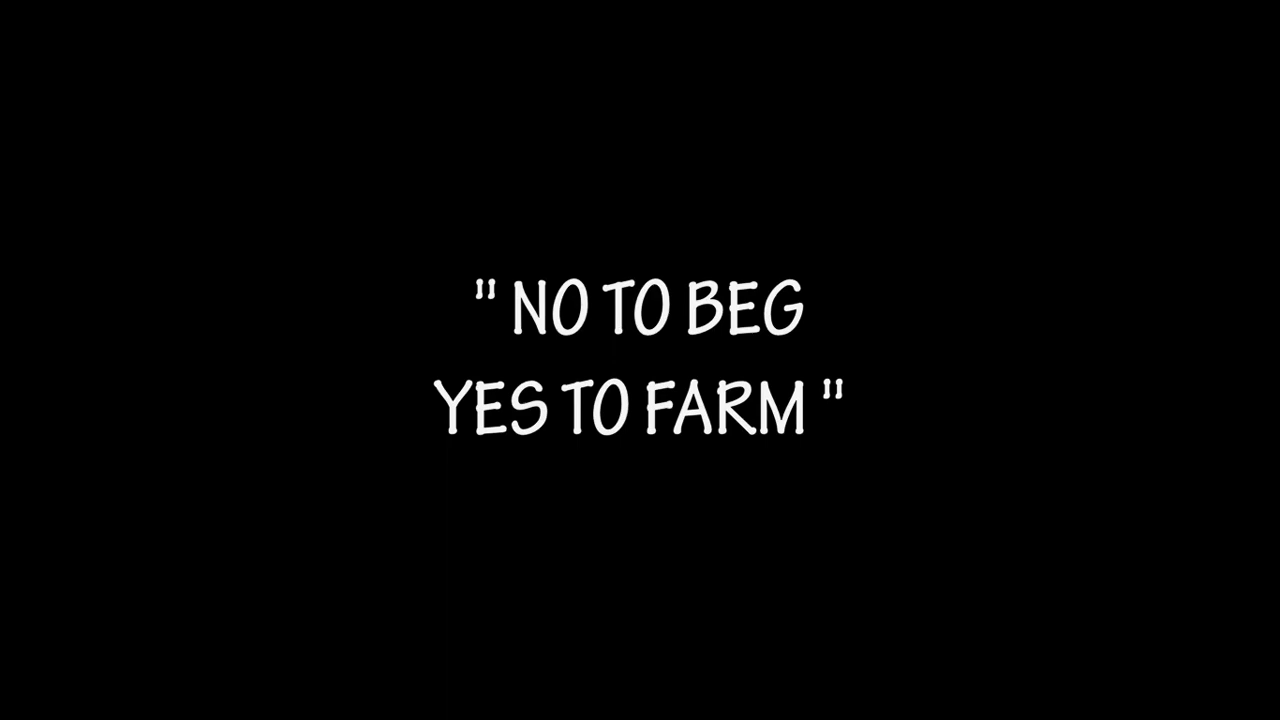 " NO TO BEG
YES TO FARM "